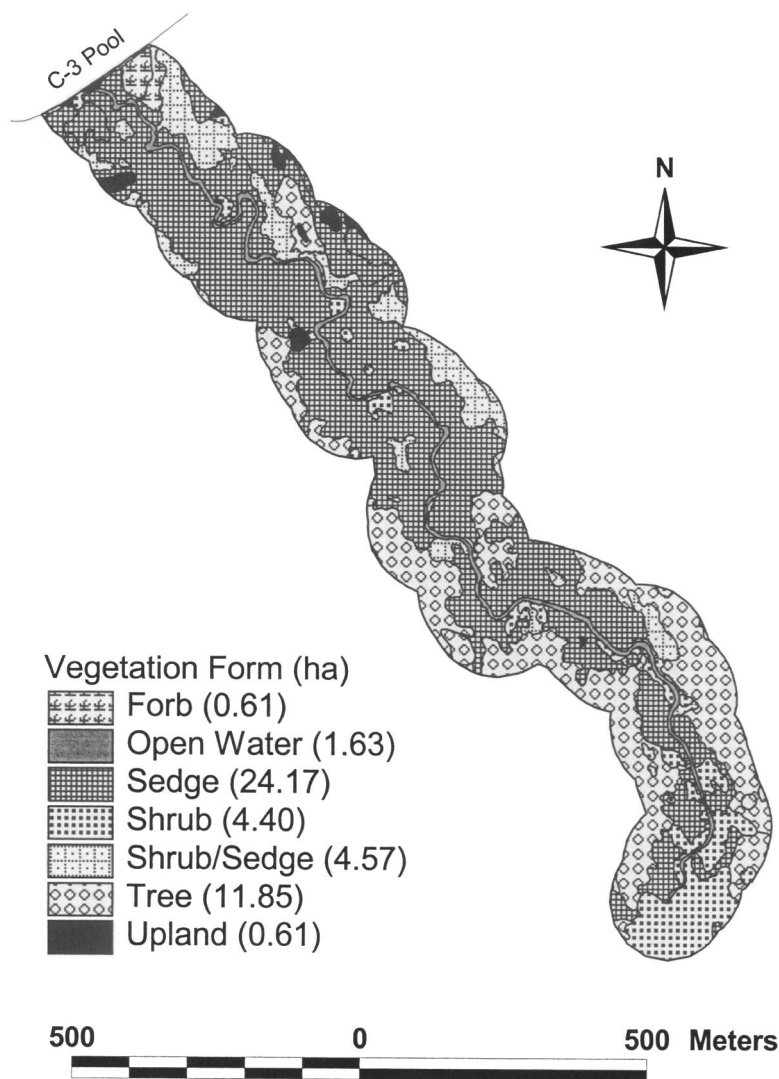 C-3 Pool
N
Vegetation Form (ha)
Forb (0.61)
Open Water (1.63)
Sedge (24.17)
Shrub (4.40)
Shrub/Sedge (4.57)
Tree (11.85)
Upland (0.61)
500 0 500 Meters